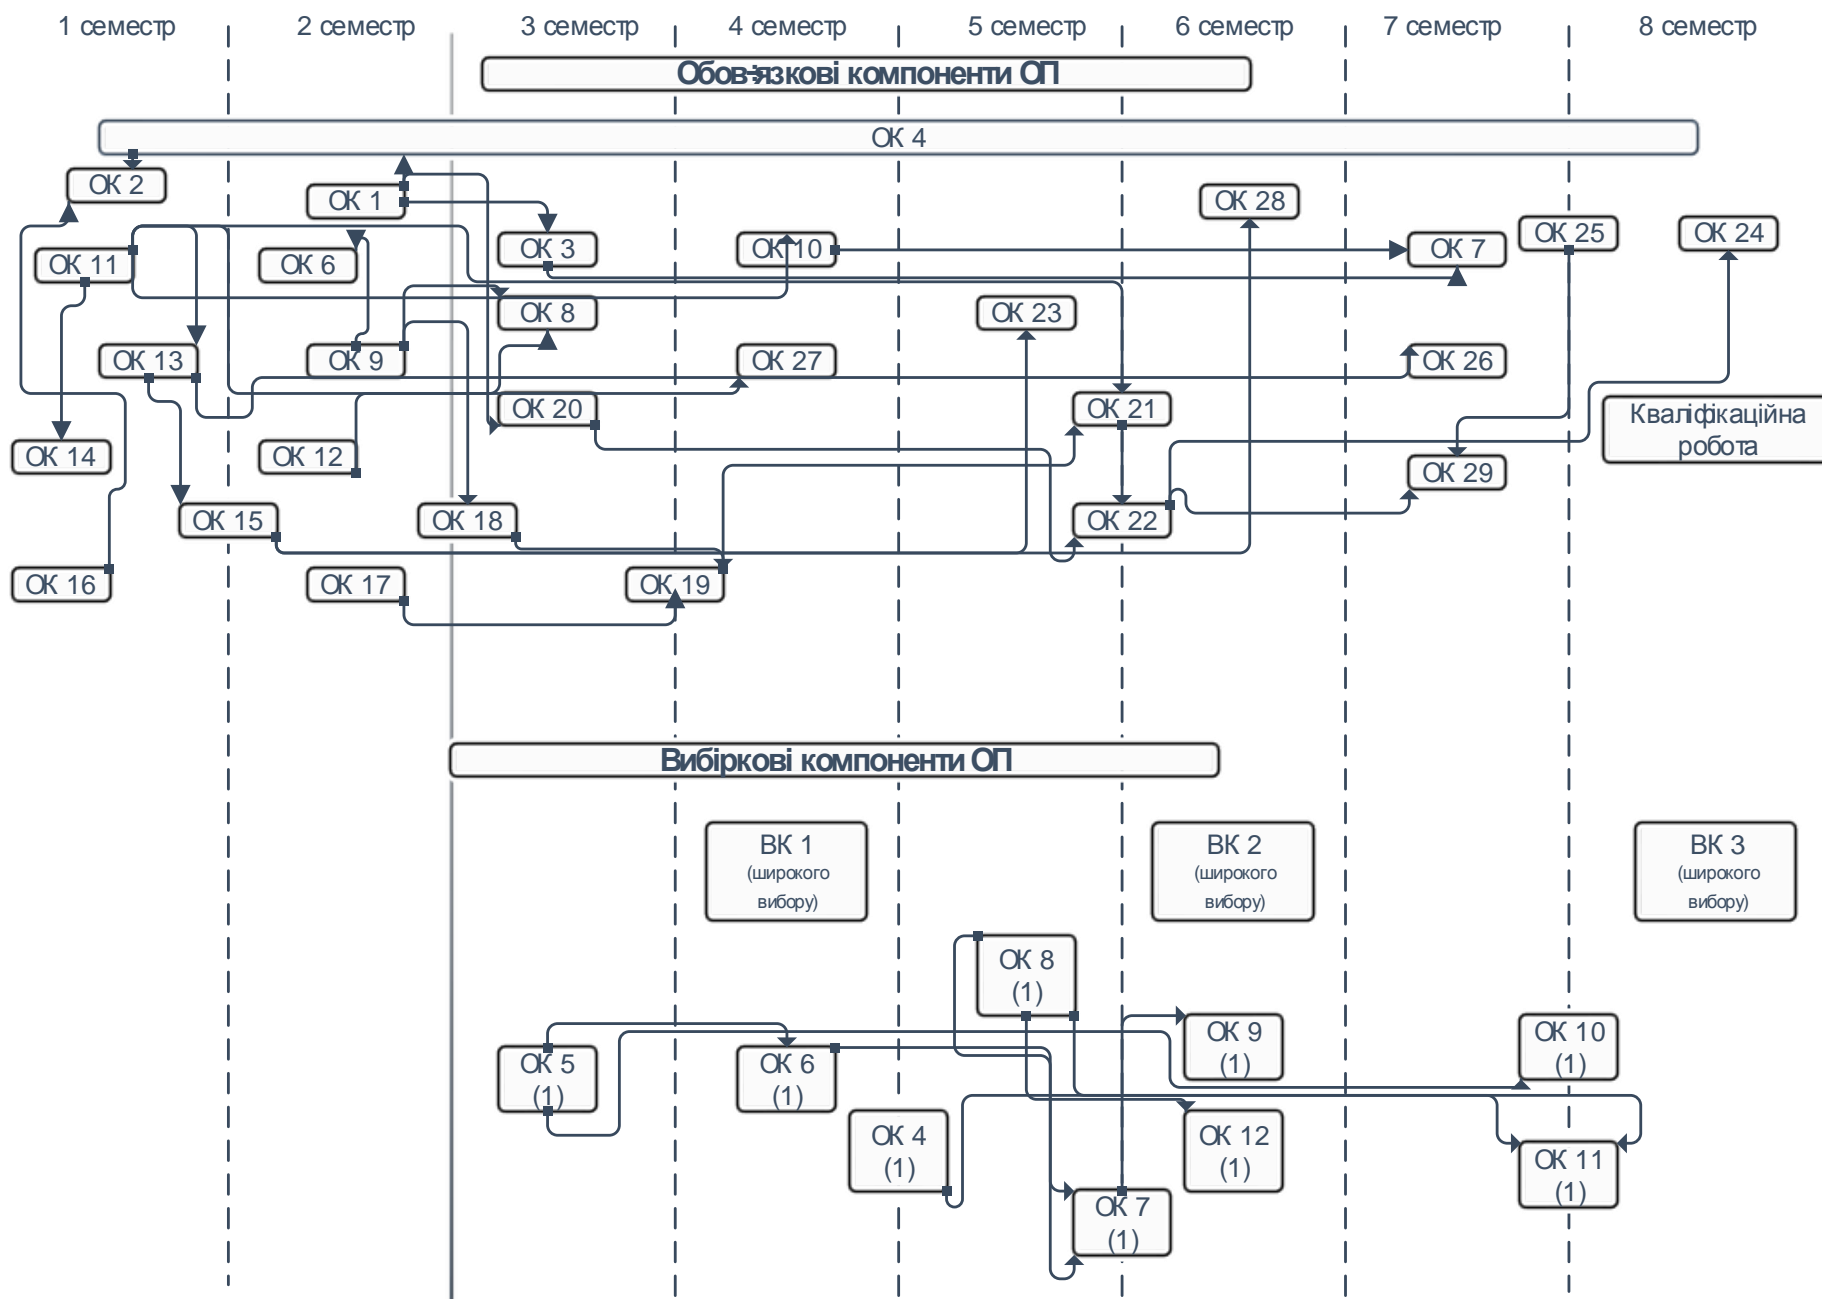 1 семестр
2 семестр
3 семестр
4 семестр
5 семестр
6 семестр
7 семестр
8 семестр
Обов'язкові компоненти ОП
ОК 4
ОК 2
ОК 1
ОК 28
ОК 25
ОК 24
ОК 11
ОК 6
ОК 3
ОК 10
ОК 7
ОК 8
ОК 23
ОК 13
ОК 9
ОК 27
ОК 26
ОК 20
ОК 21
Кваліфікаційна
робота
ОК 14
ОК 12
ОК 29
ОК 15
ОК 18
ОК 22
ОК 16
ОК 17
ОК 19
Вибіркові компоненти ОП
ВК 1
(широкого
вибору)
ВК 2
(широкого
вибору)
ВК 3
(широкого
вибору)
ОК 8
(1)
ОК 9
(1)
ОК 10
(1)
ОК 5
(1)
ОК 6
(1)
ОК 4
(1)
ОК 12
(1)
ОК 11
(1)
ОК 7
(1)